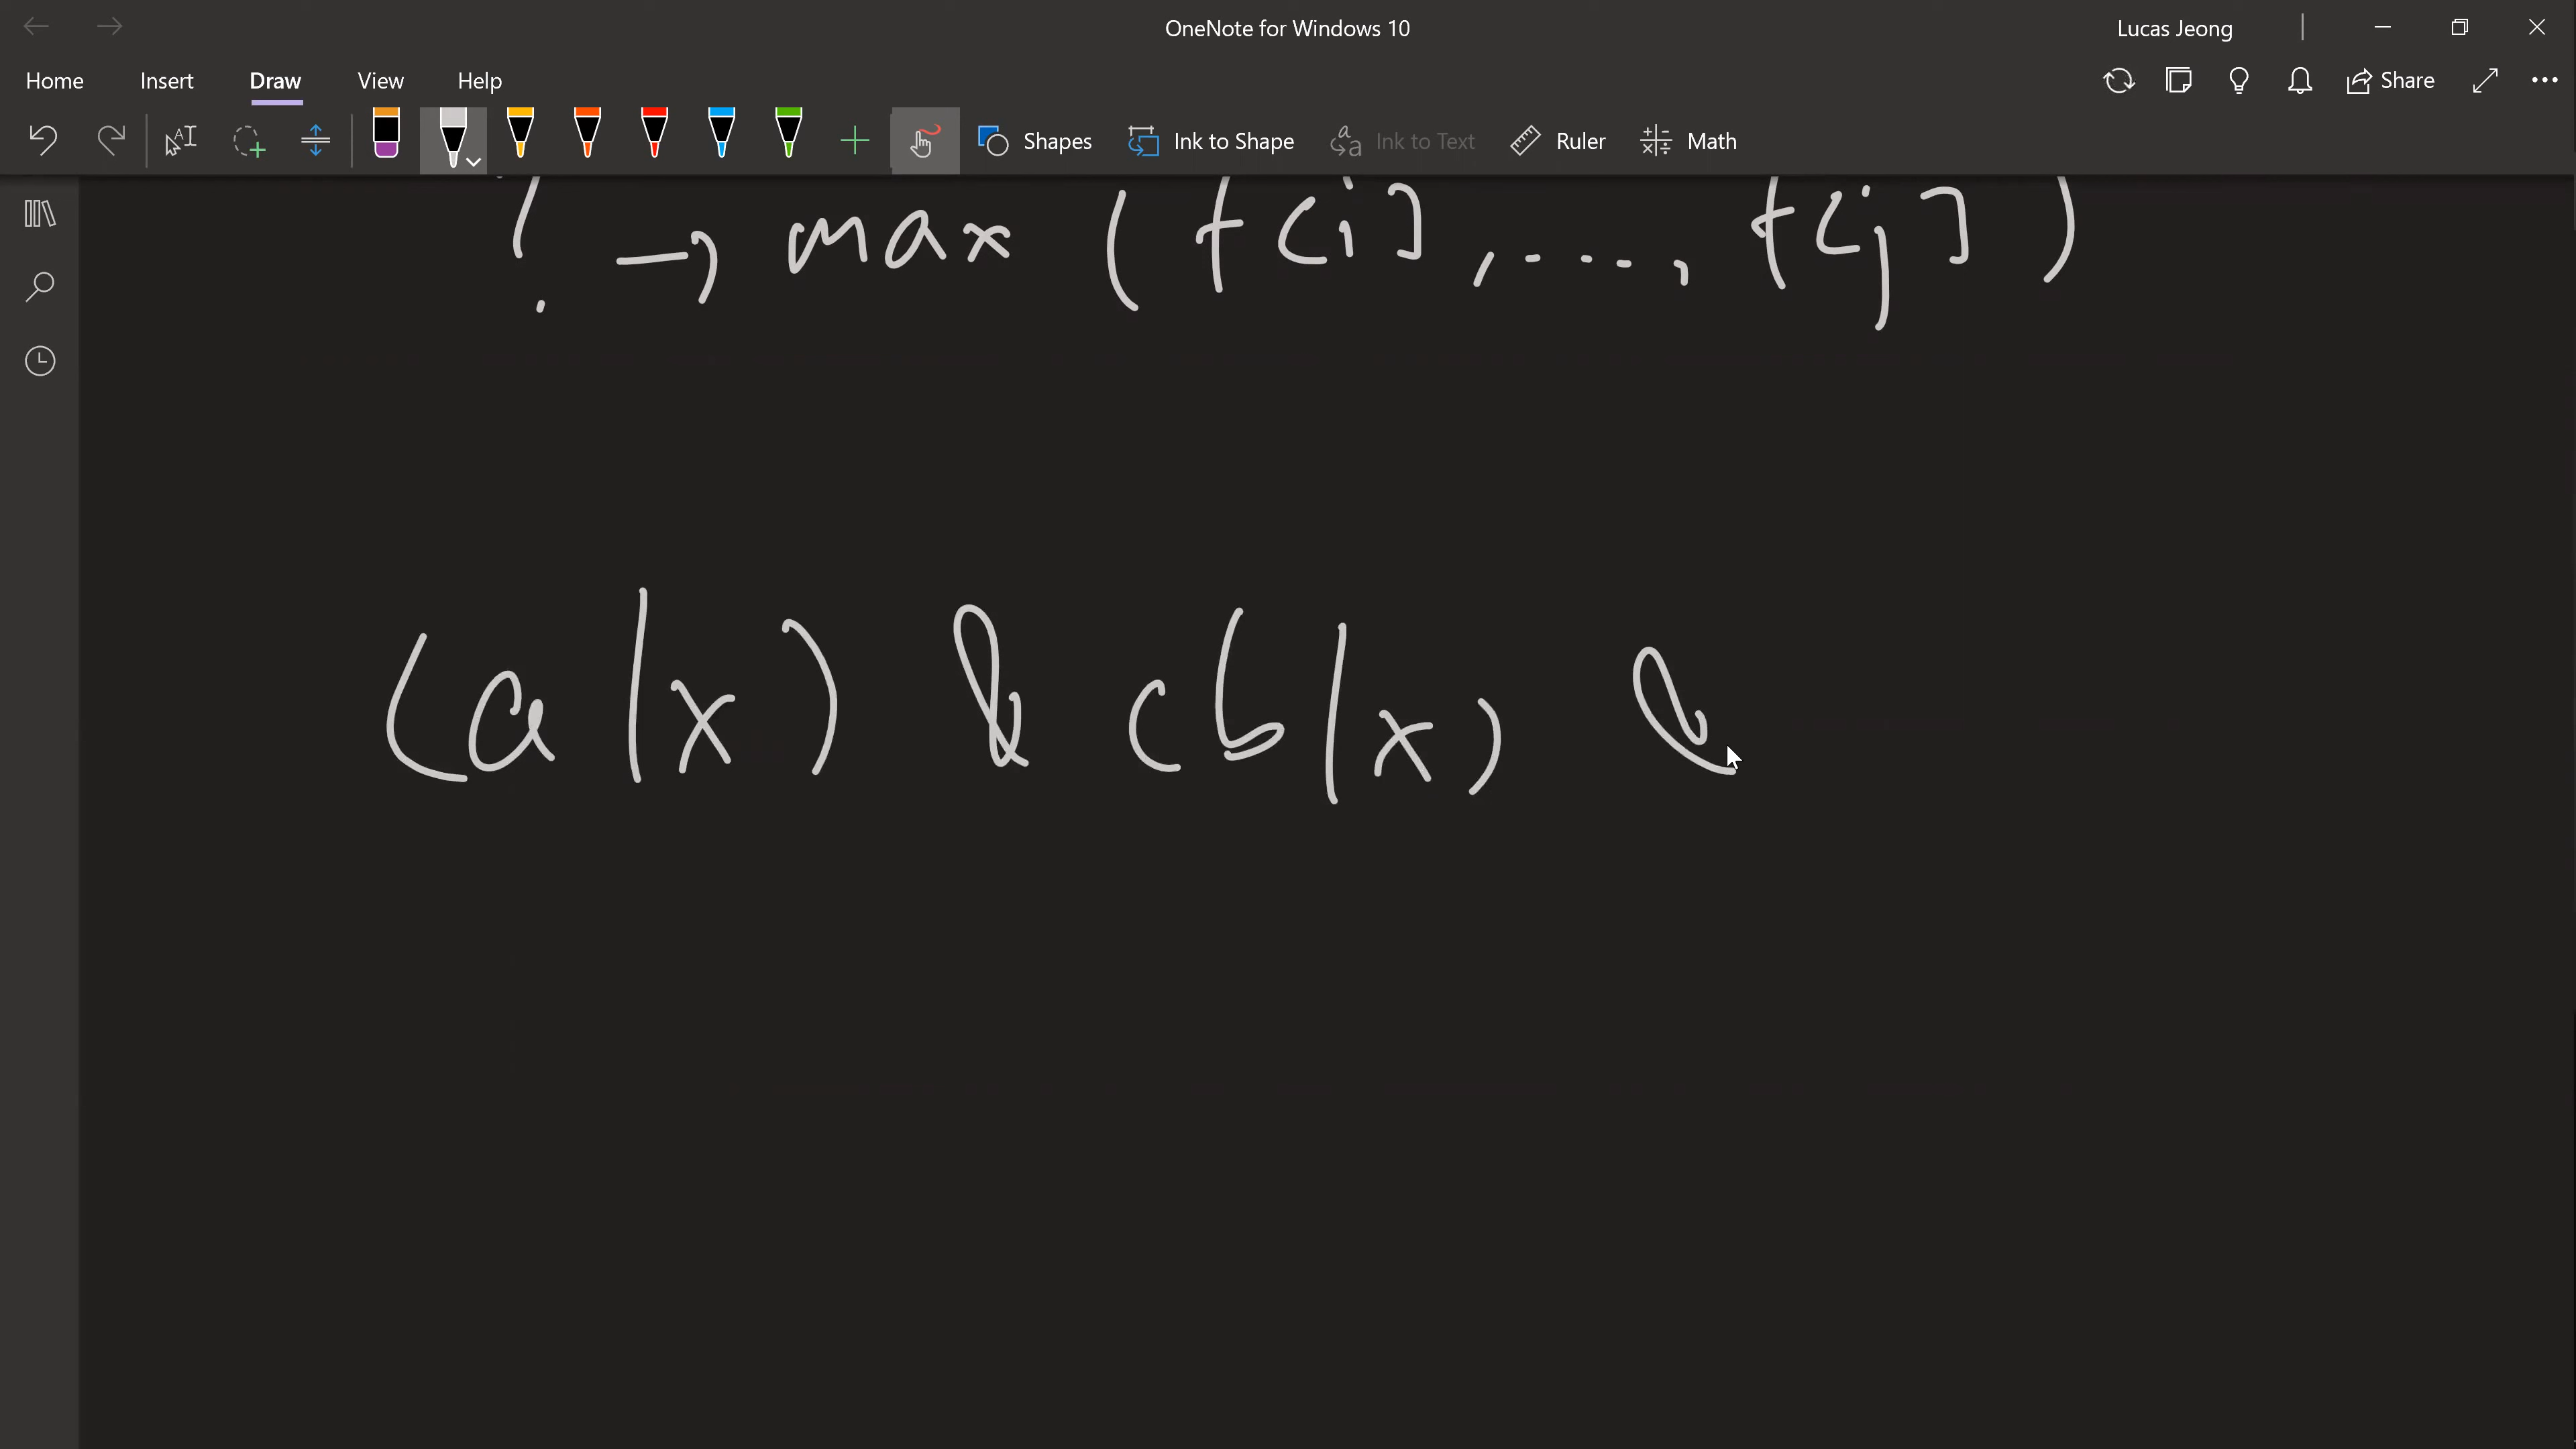 OneNote for Windows 10 Lucas Jeong
Home Insert Draw View Help Share
Shapes Ink to Shape Ink to Text Ruler Math
! → max ( f[i] , ... , f[j] )
(a|x) & (b|x) &